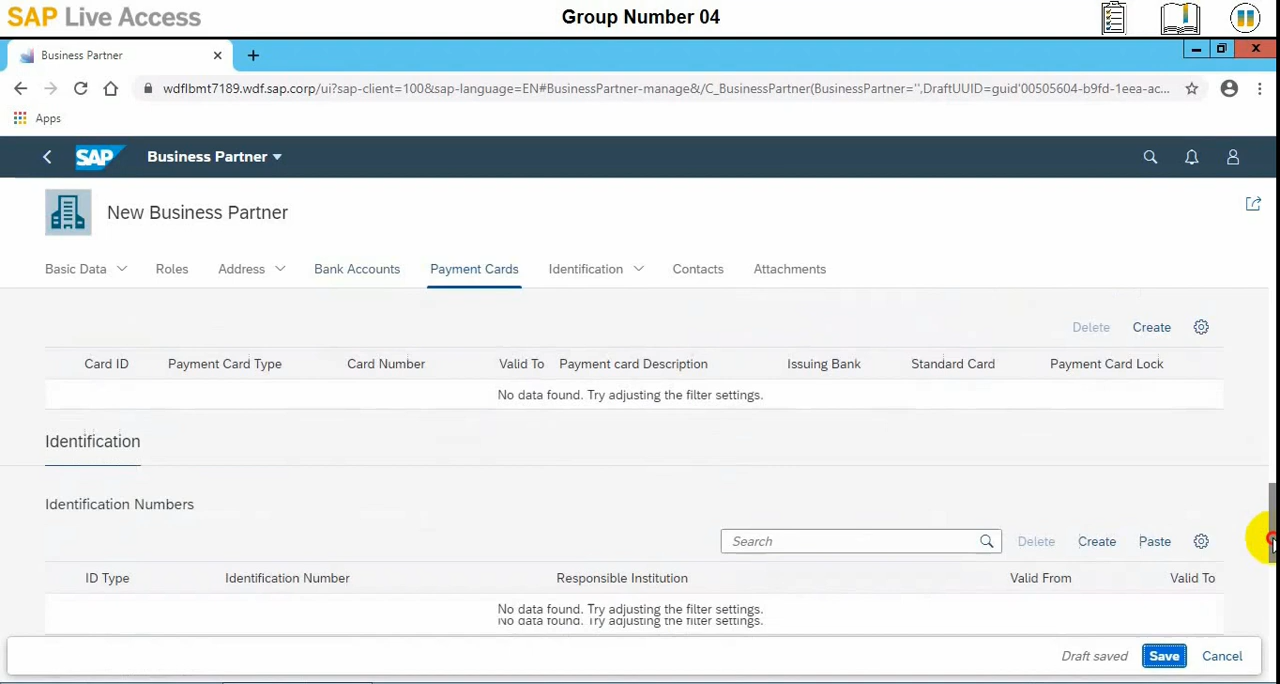 SAP Live Access
Group Number 04
Business Partner
wdflbmt7189.wdf.sap.corp/ui?sap-client=100&sap-language=EN#BusinessPartner-manage&/C_BusinessPartner(BusinessPartner='',DraftUUID=guid'00505604-b9fd-1eea-ac...
Apps
SAP Business Partner
New Business Partner
Basic Data Roles Address Bank Accounts Payment Cards Identification Contacts Attachments
Delete Create
Card ID Payment Card Type Card Number Valid To Payment card Description Issuing Bank Standard Card Payment Card Lock
No data found. Try adjusting the filter settings.
Identification
Identification Numbers
Search Delete Create Paste
ID Type Identification Number Responsible Institution Valid From Valid To
No data found. Try adjusting the filter settings.
No data found. Try adjusting the filter settings.
Draft saved Save Cancel